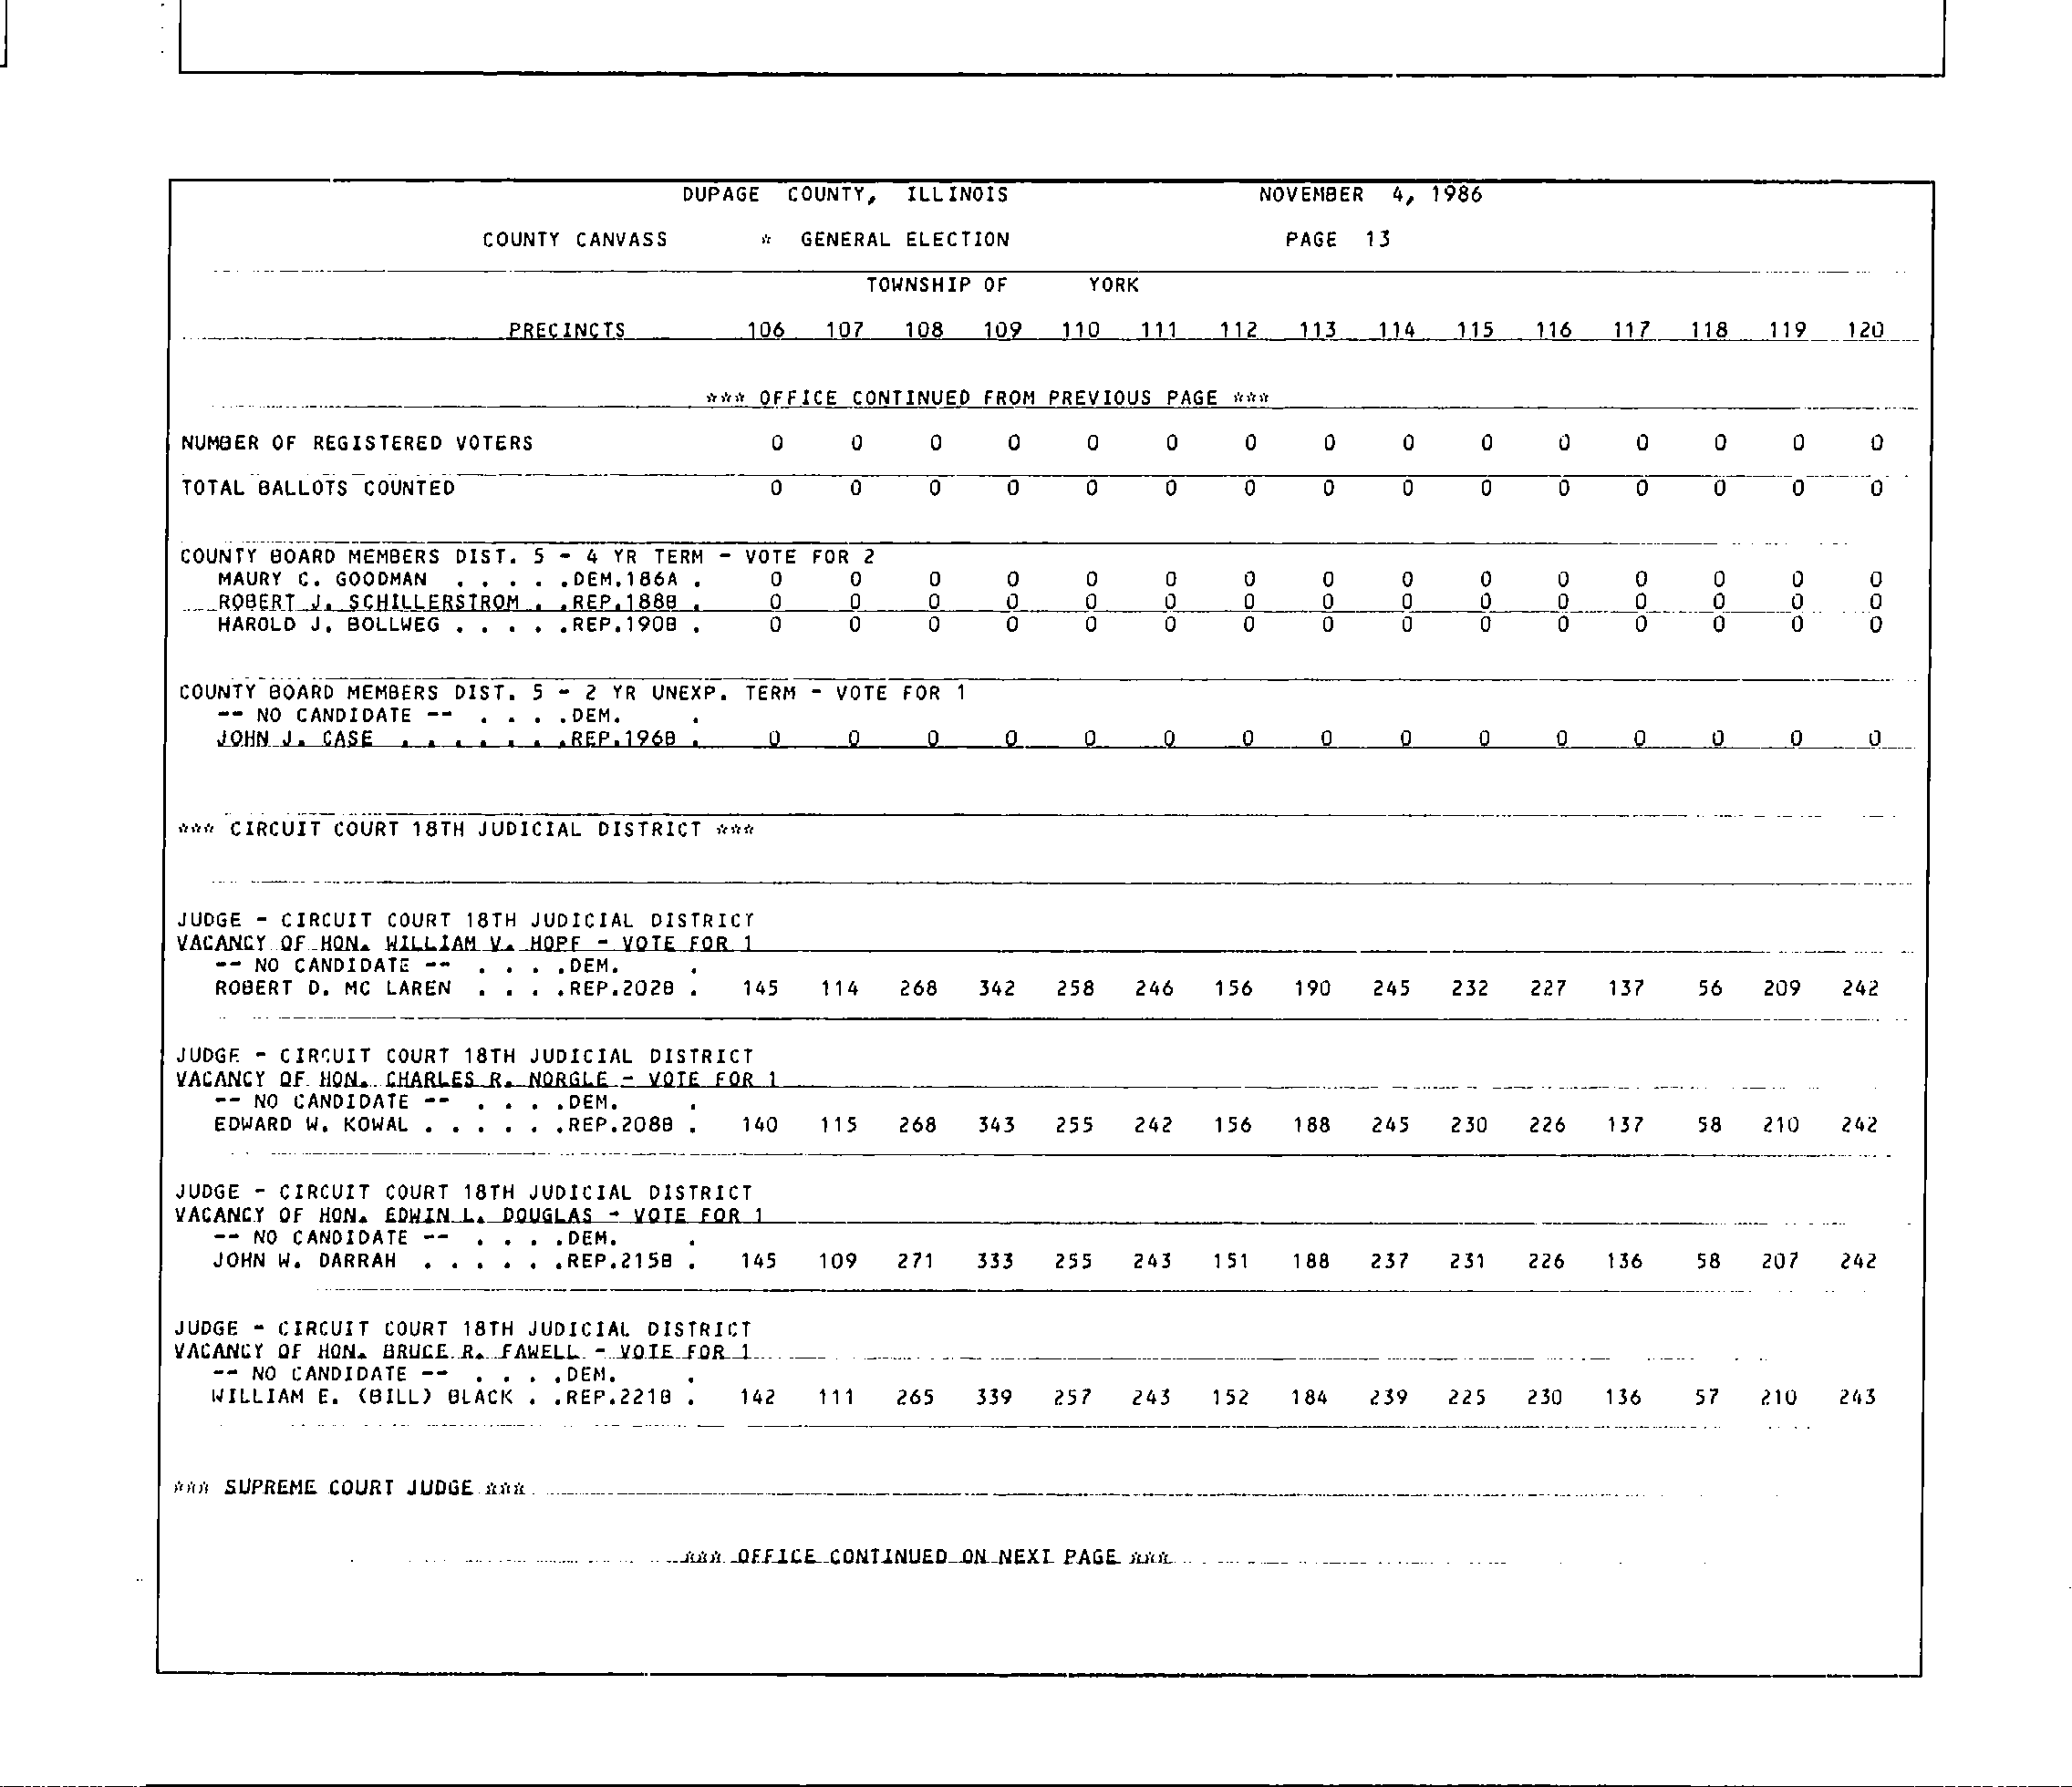 DUPAGE COUNTY, ILLINOIS NOVEMBER 4, 1986
COUNTY CANVASS * GENERAL ELECTION PAGE 13
TOWNSHIP OF YORK
PRECINCTS 106 107 108 109 110 111 112 113 114 115 116 117 118 119 120
*** OFFICE CONTINUED FROM PREVIOUS PAGE ***
NUMBER OF REGISTERED VOTERS 0 0 0 0 0 0 0 0 0 0 0 0 0 0 0
TOTAL BALLOTS COUNTED 0 0 0 0 0 0 0 0 0 0 0 0 0 0 0
COUNTY BOARD MEMBERS DIST. 5 - 4 YR TERM - VOTE FOR 2
MAURY C. GOODMAN . . . . .DEM.186A . 0 0 0 0 0 0 0 0 0 0 0 0 0 0 0
ROBERT J. SCHILLERSTROM . .REP.188B . 0 0 0 0 0 0 0 0 0 0 0 0 0 0 0
HAROLD J. BOLLWEG . . . . .REP.190B . 0 0 0 0 0 0 0 0 0 0 0 0 0 0 0
COUNTY BOARD MEMBERS DIST. 5 - 2 YR UNEXP. TERM - VOTE FOR 1
-- NO CANDIDATE -- . . . .DEM. .
JOHN J. CASE . . . . . . .REP.196B . 0 0 0 0 0 0 0 0 0 0 0 0 0 0 0
*** CIRCUIT COURT 18TH JUDICIAL DISTRICT ***
JUDGE - CIRCUIT COURT 18TH JUDICIAL DISTRICT
VACANCY OF HON. WILLIAM V. HOPF - VOTE FOR 1
-- NO CANDIDATE -- . . . .DEM. .
ROBERT D. MC LAREN . . . .REP.202B . 145 114 268 342 258 246 156 190 245 232 227 137 56 209 242
JUDGE - CIRCUIT COURT 18TH JUDICIAL DISTRICT
VACANCY OF HON. CHARLES R. NORGLE - VOTE FOR 1
-- NO CANDIDATE -- . . . .DEM. .
EDWARD W. KOWAL . . . . . .REP.208B . 140 115 268 343 255 242 156 188 245 230 226 137 58 210 242
JUDGE - CIRCUIT COURT 18TH JUDICIAL DISTRICT
VACANCY OF HON. EDWIN L. DOUGLAS - VOTE FOR 1
-- NO CANDIDATE -- . . . .DEM. .
JOHN W. DARRAH . . . . . .REP.215B . 145 109 271 333 255 243 151 188 237 231 226 136 58 207 242
JUDGE - CIRCUIT COURT 18TH JUDICIAL DISTRICT
VACANCY OF HON. BRUCE R. FAWELL - VOTE FOR 1
-- NO CANDIDATE -- . . . .DEM. .
WILLIAM E. (BILL) BLACK . .REP.221B . 142 111 265 339 257 243 152 184 239 225 230 136 57 210 243
*** SUPREME COURT JUDGE ***
*** OFFICE CONTINUED ON NEXT PAGE ***